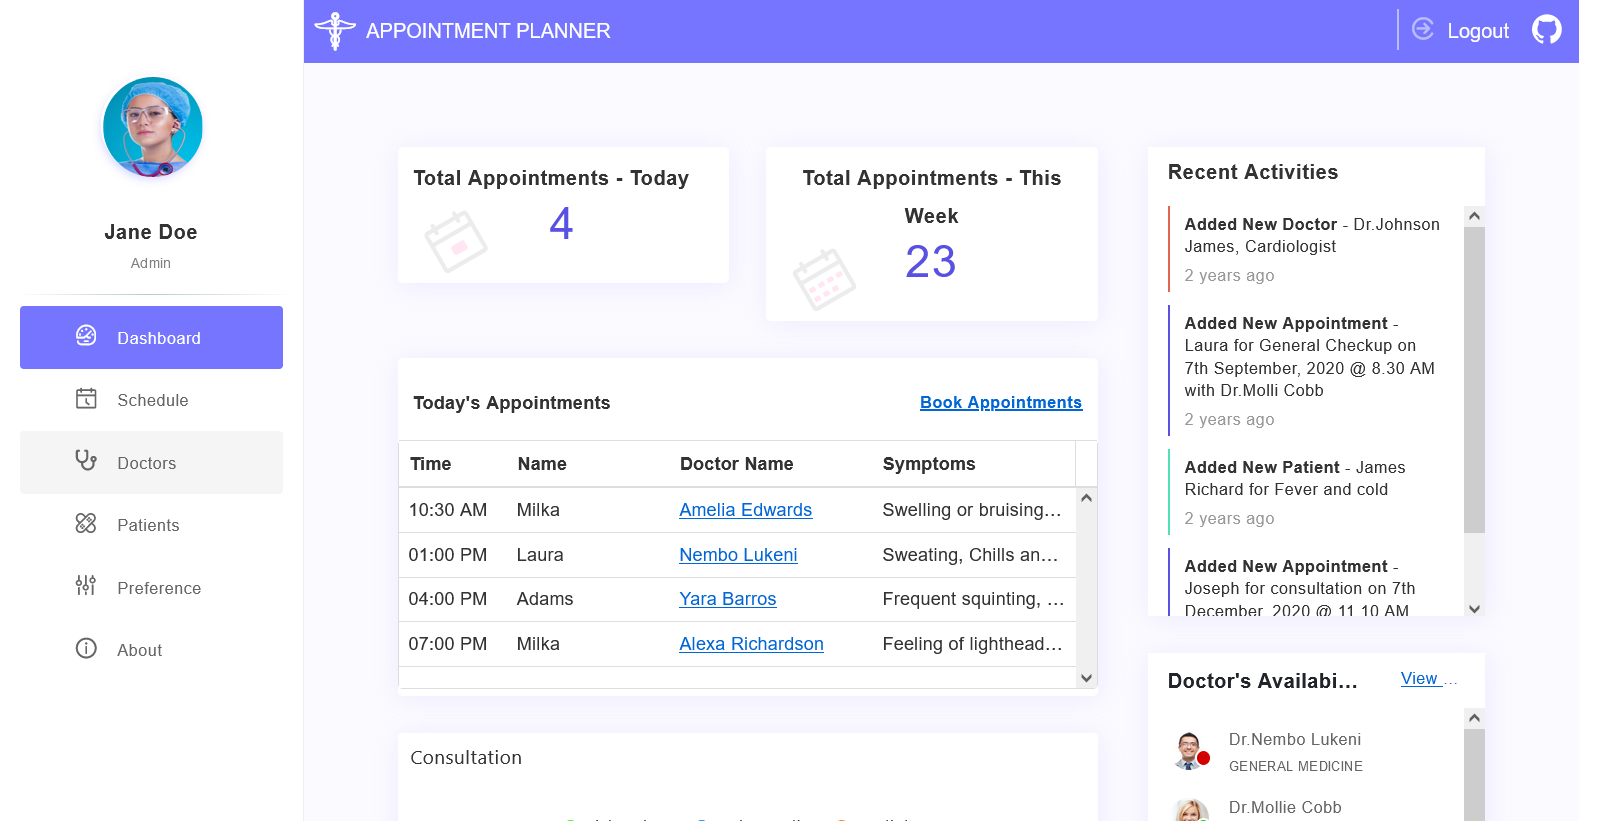 APPOINTMENT PLANNER
Logout
Jane Doe
Admin
Dashboard
Schedule
Doctors
Patients
Preference
About
Total Appointments - Today
4
Total Appointments - This
Week
23
Today's Appointments
Book Appointments
Time Name Doctor Name Symptoms
10:30 AM Milka Amelia Edwards Swelling or bruising...
01:00 PM Laura Nembo Lukeni Sweating, Chills an...
04:00 PM Adams Yara Barros Frequent squinting, ...
07:00 PM Milka Alexa Richardson Feeling of lighthead...
Consultation
Recent Activities
Added New Doctor - Dr.Johnson
James, Cardiologist
2 years ago
Added New Appointment -
Laura for General Checkup on
7th September, 2020 @ 8.30 AM
with Dr.Molli Cobb
2 years ago
Added New Patient - James
Richard for Fever and cold
2 years ago
Added New Appointment -
Joseph for consultation on 7th
December, 2020 @ 11.10 AM
Doctor's Availabi...
View ...
Dr.Nembo Lukeni
GENERAL MEDICINE
Dr.Mollie Cobb